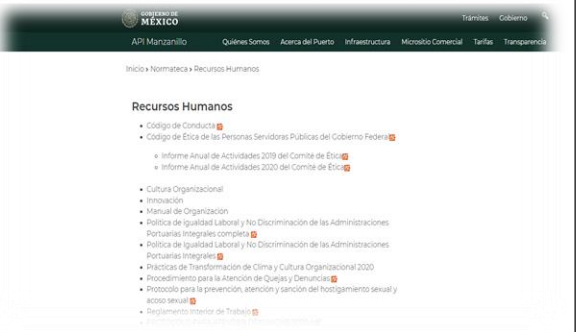 GOBIERNO DE
MÉXICO
Trámites Gobierno
API Manzanillo Quiénes Somos Acerca del Puerto Infraestructura Micrositio Comercial Tarifas Transparencia
Inicio » Normateca » Recursos Humanos
Recursos Humanos
Código de Conducta
Código de Ética de las Personas Servidoras Públicas del Gobierno Federal
Informe Anual de Actividades 2019 del Comité de Ética
Informe Anual de Actividades 2020 del Comité de Ética
Cultura Organizacional
Innovación
Manual de Organización
Política de igualdad Laboral y No Discriminación de las Administraciones
Portuarias Integrales completa
Política de Igualdad Laboral y No Discriminación de las Administraciones
Portuarias Integrales
Prácticas de Transformación de Clima y Cultura Organizacional 2020
Procedimiento para la Atención de Quejas y Denuncias
Protocolo para la prevención, atención y sanción del hostigamiento sexual y
acoso sexual
Reglamento Interior de Trabajo